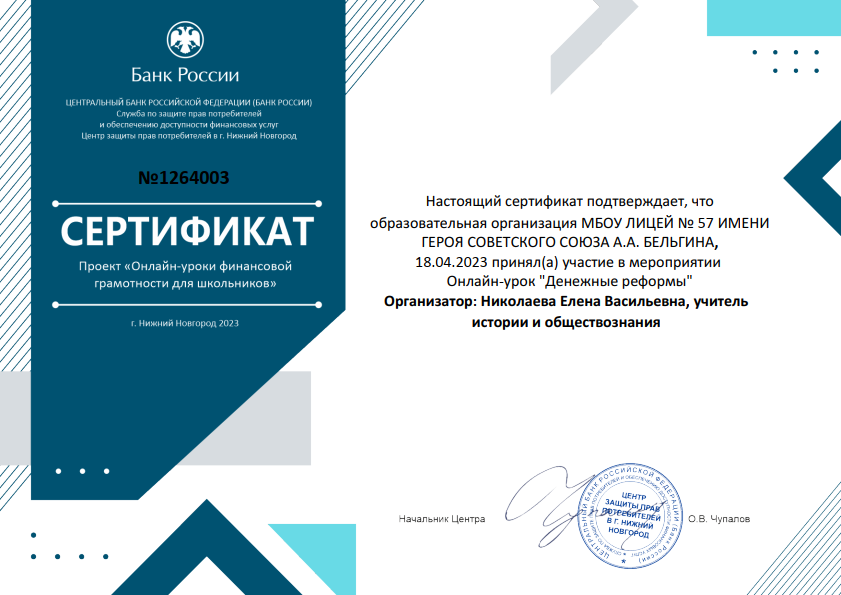 Банк России
ЦЕНТРАЛЬНЫЙ БАНК РОССИЙСКОЙ ФЕДЕРАЦИИ (БАНК РОССИИ)
Служба по защите прав потребителей
и обеспечению доступности финансовых услуг
Центр защиты прав потребителей в г. Нижний Новгород
№1264003
СЕРТИФИКАТ
Проект «Онлайн-уроки финансовой
грамотности для школьников»
г. Нижний Новгород 2023
Настоящий сертификат подтверждает, что
образовательная организация МБОУ ЛИЦЕЙ № 57 ИМЕНИ
ГЕРОЯ СОВЕТСКОГО СОЮЗА А.А. БЕЛЬГИНА,
18.04.2023 принял(а) участие в мероприятии
Онлайн-урок "Денежные реформы"
Организатор: Николаева Елена Васильевна, учитель
истории и обществознания
Начальник Центра
ЦЕНТРАЛЬНЫЙ БАНК РОССИЙСКОЙ ФЕДЕРАЦИИ (Банк России)
ЦЕНТР
ЗАЩИТЫ ПРАВ
ПОТРЕБИТЕЛЕЙ
В Г. НИЖНИЙ
НОВГОРОД
О.В. Чупалов